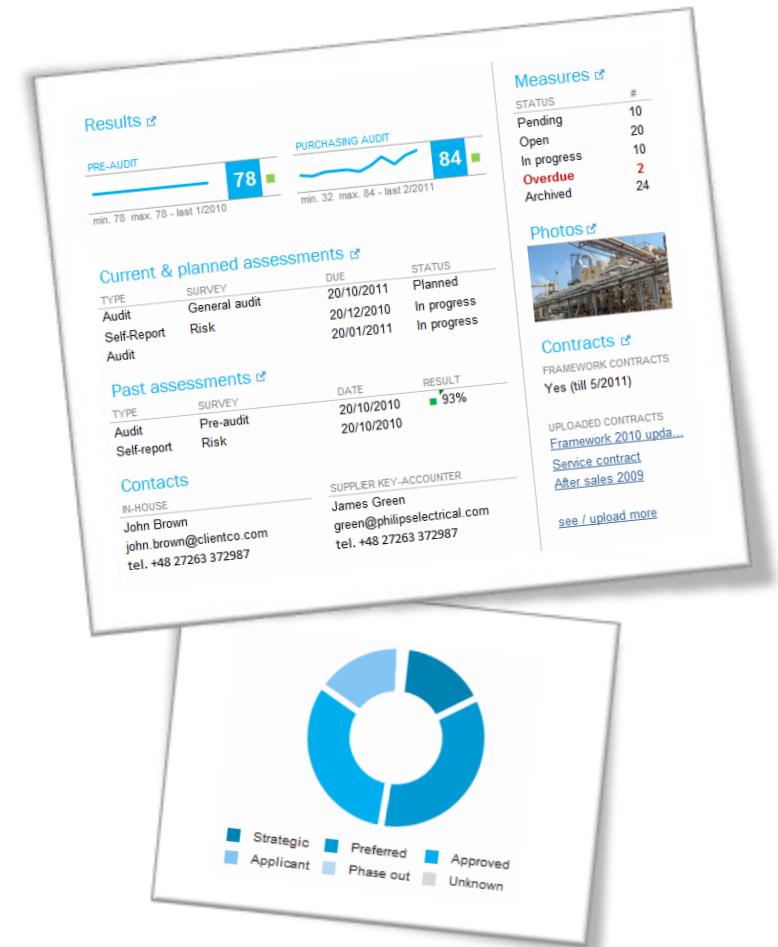 Results
PRE-AUDIT
78
min. 78 max. 78 - last 1/2010
PURCHASING AUDIT
84
min. 32 max. 84 - last 2/2011
Current & planned assessments
TYPE SURVEY DUE STATUS
Audit General audit 20/10/2011 Planned
Self-Report Risk 20/12/2010 In progress
Audit 20/01/2011 In progress
Past assessments
TYPE SURVEY DATE RESULT
Audit Pre-audit 20/10/2010 93%
Self-report Risk 20/10/2010
Contacts
IN-HOUSE
John Brown
john.brown@clientco.com
tel. +48 27263 372987
SUPPLIER KEY-ACCOUNTER
James Green
green@philipselectrical.com
tel. +48 27263 372987
Measures
STATUS #
Pending 10
Open 20
In progress 10
Overdue 2
Archived 24
Photos
Contracts
FRAMEWORK CONTRACTS
Yes (till 5/2011)
UPLOADED CONTRACTS
Framework 2010 upda...
Service contract
After sales 2009
see / upload more
Strategic Preferred Approved
Applicant Phase out Unknown